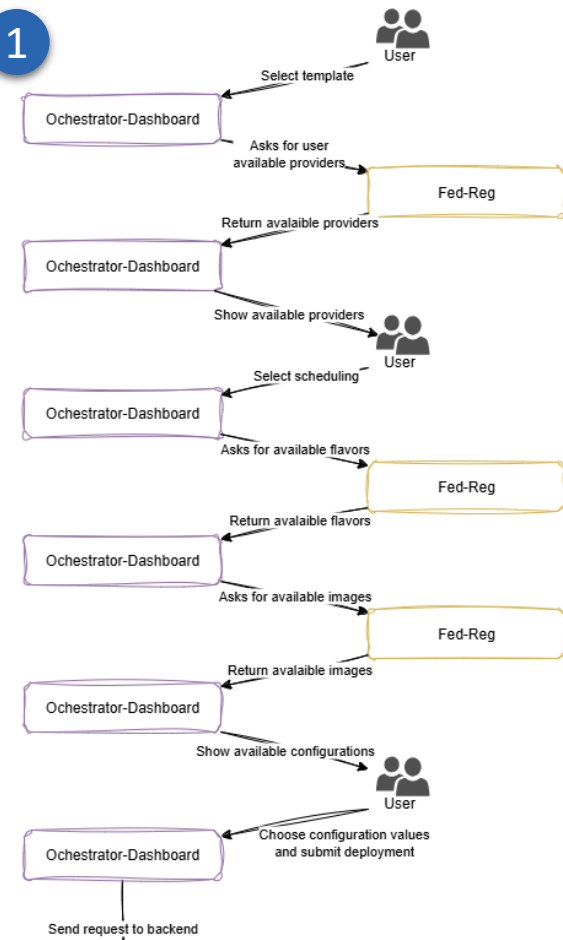 1
User
Select template
Ochestrator-Dashboard
Asks for user
available providers
Fed-Reg
Return avalaible providers
Ochestrator-Dashboard
Show available providers
User
Select scheduling
Ochestrator-Dashboard
Asks for available flavors
Fed-Reg
Return avalaible flavors
Ochestrator-Dashboard
Asks for available images
Fed-Reg
Return avalaible images
Ochestrator-Dashboard
Show available configurations
User
Choose configuration values
and submit deployment
Ochestrator-Dashboard
Send request to backend